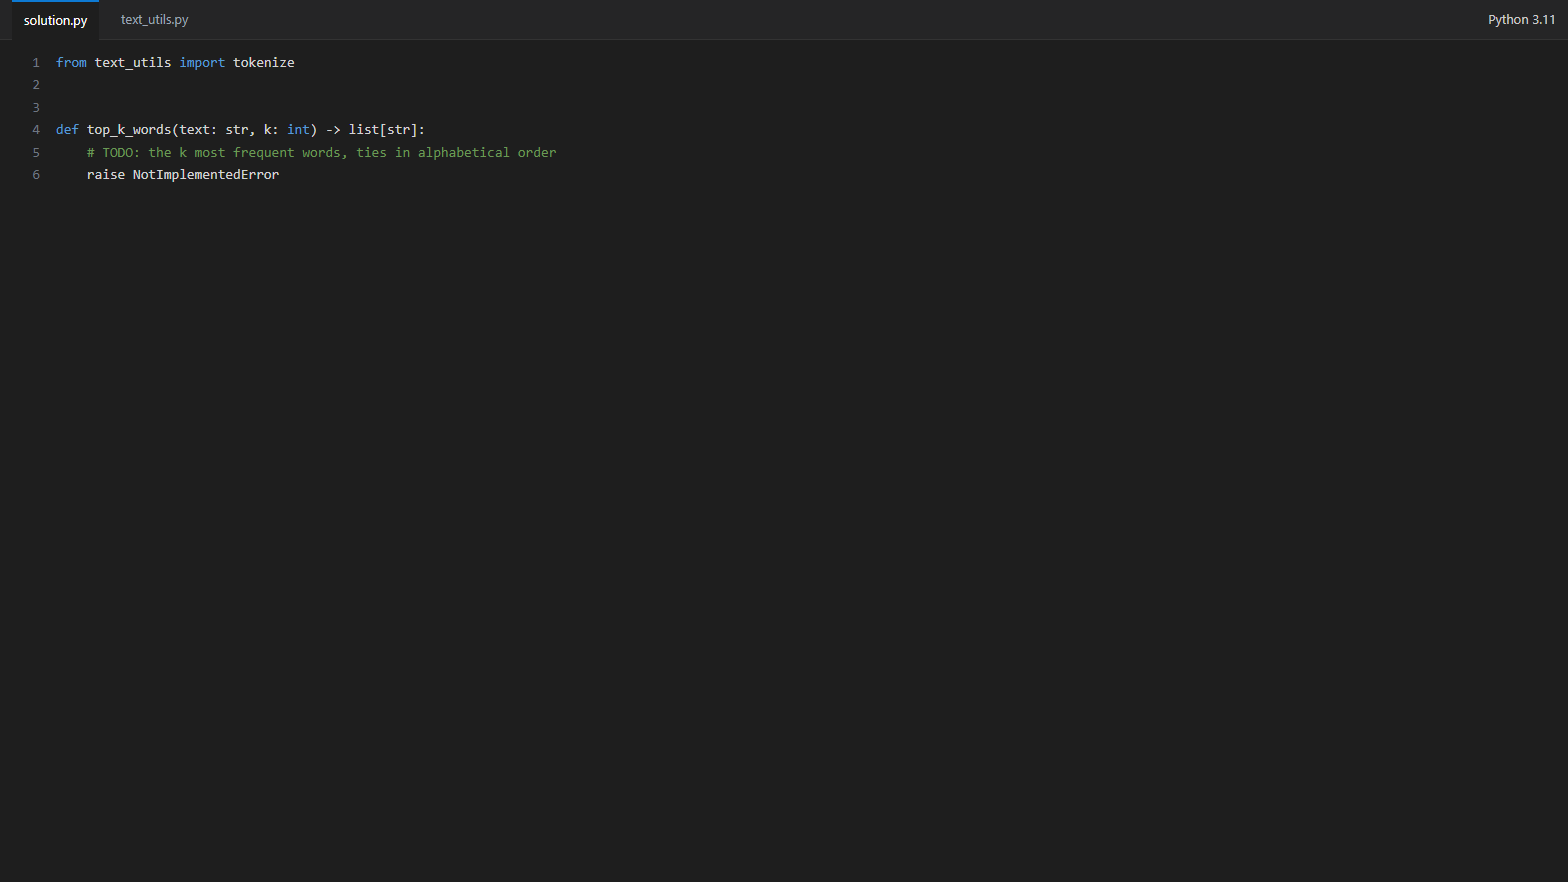 solution.py text_utils.py Python 3.11
1 from text_utils import tokenize
2
3
4 def top_k_words(text: str, k: int) -> list[str]:
5     # TODO: the k most frequent words, ties in alphabetical order
6     raise NotImplementedError